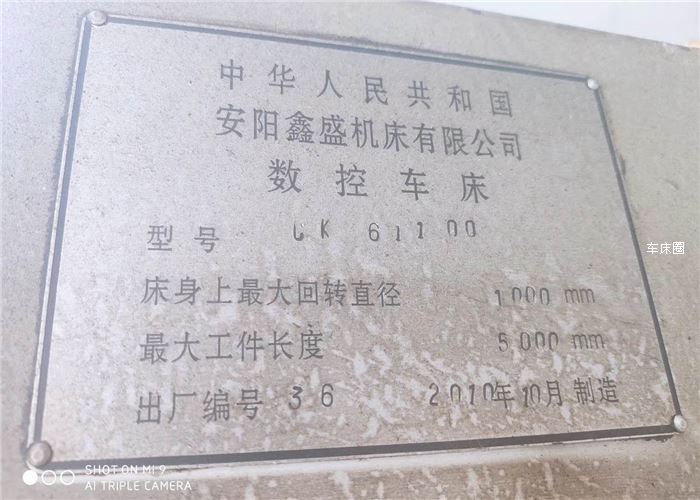 中华人民共和国
安阳鑫盛机床有限公司
数控车床
型号 CK 61100
床身上最大回转直径 1000 mm
最大工件长度 5000 mm
出厂编号 36 2010年10月制造
车床圈
SHOT ON MI 9
AI TRIPLE CAMERA